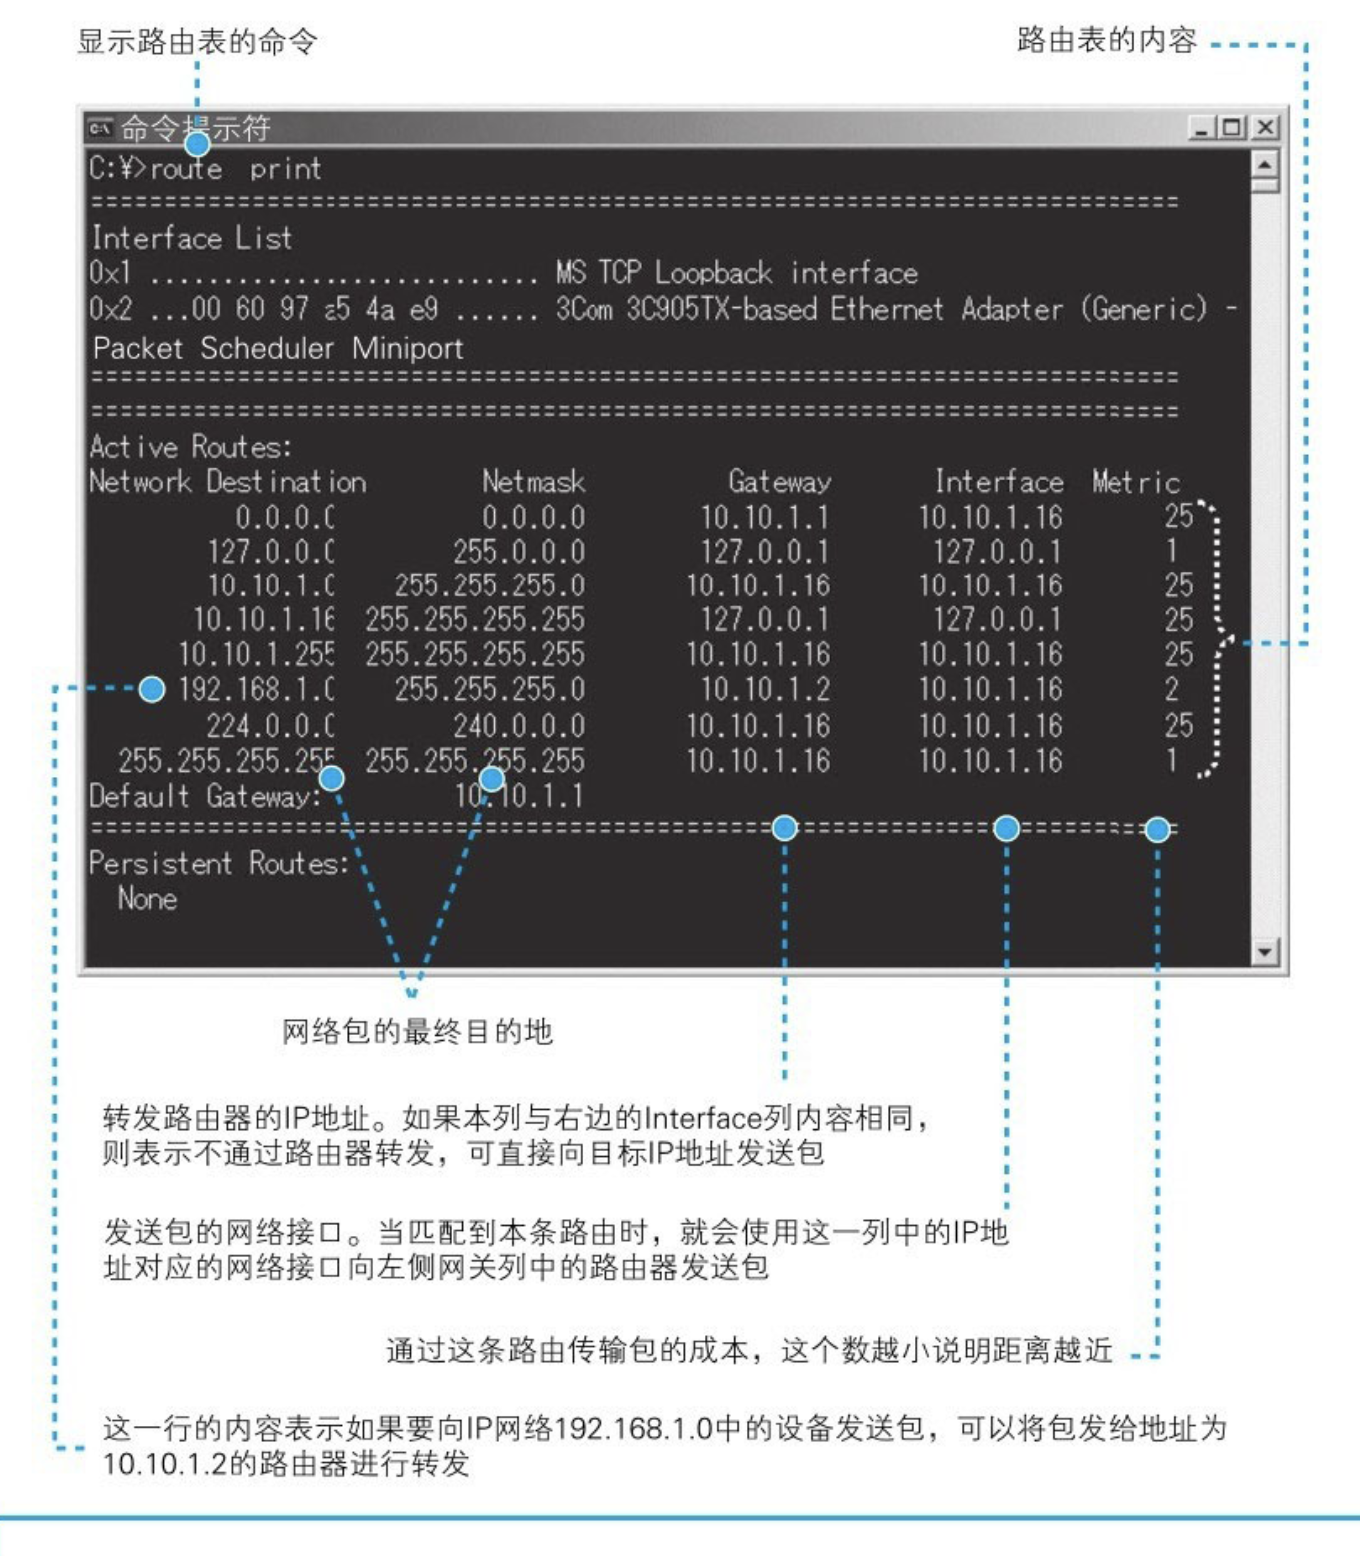 显示路由表的命令
路由表的内容
命令提示符
C:¥>route print
Interface List
0x1 ........................... MS TCP Loopback interface
0x2 ...00 60 97 a5 4a e9 ...... 3Com 3C905TX-based Ethernet Adapter (Generic) -
Packet Scheduler Miniport
Active Routes:
Network Destination Netmask Gateway Interface Metric
0.0.0.0 0.0.0.0 10.10.1.1 10.10.1.16 25
127.0.0.0 255.0.0.0 127.0.0.1 127.0.0.1 1
10.10.1.0 255.255.255.0 10.10.1.16 10.10.1.16 25
10.10.1.16 255.255.255.255 127.0.0.1 127.0.0.1 25
10.10.1.255 255.255.255.255 10.10.1.16 10.10.1.16 25
192.168.1.0 255.255.255.0 10.10.1.2 10.10.1.16 2
224.0.0.0 240.0.0.0 10.10.1.16 10.10.1.16 25
255.255.255.255 255.255.255.255 10.10.1.16 10.10.1.16 1
Default Gateway: 10.10.1.1
Persistent Routes:
None
网络包的最终目的地
转发路由器的IP地址。如果本列与右边的Interface列内容相同，
则表示不通过路由器转发，可直接向目标IP地址发送包
发送包的网络接口。当匹配到本条路由时，就会使用这一列中的IP地
址对应的网络接口向左侧网关列中的路由器发送包
通过这条路由传输包的成本，这个数越小说明距离越近
这一行的内容表示如果要向IP网络192.168.1.0中的设备发送包，可以将包发给地址为
10.10.1.2的路由器进行转发